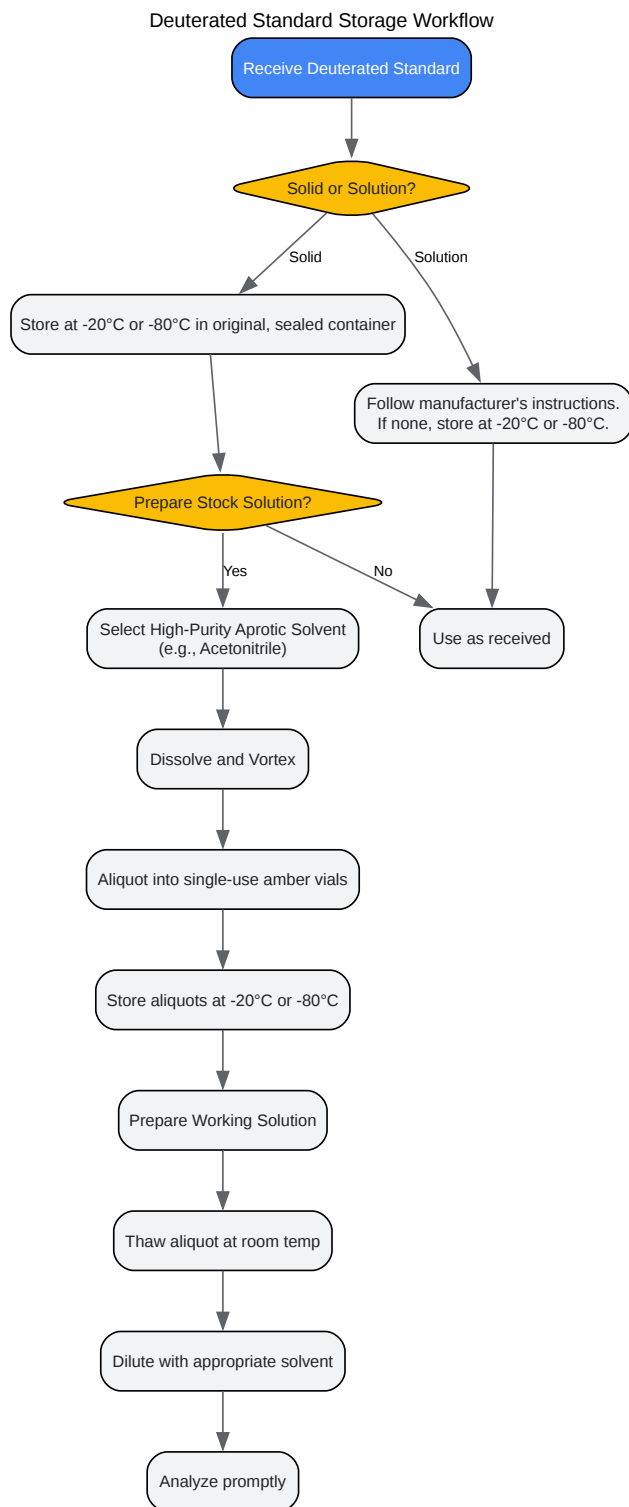 Deuterated Standard Storage Workflow
Receive Deuterated Standard
Solid or Solution?
Solid
Solution
Store at -20°C or -80°C in original, sealed container
Follow manufacturer's instructions.
If none, store at -20°C or -80°C.
Prepare Stock Solution?
Yes
No
Select High-Purity Aprotic Solvent
(e.g., Acetonitrile)
Use as received
Dissolve and Vortex
Aliquot into single-use amber vials
Store aliquots at -20°C or -80°C
Prepare Working Solution
Thaw aliquot at room temp
Dilute with appropriate solvent
Analyze promptly